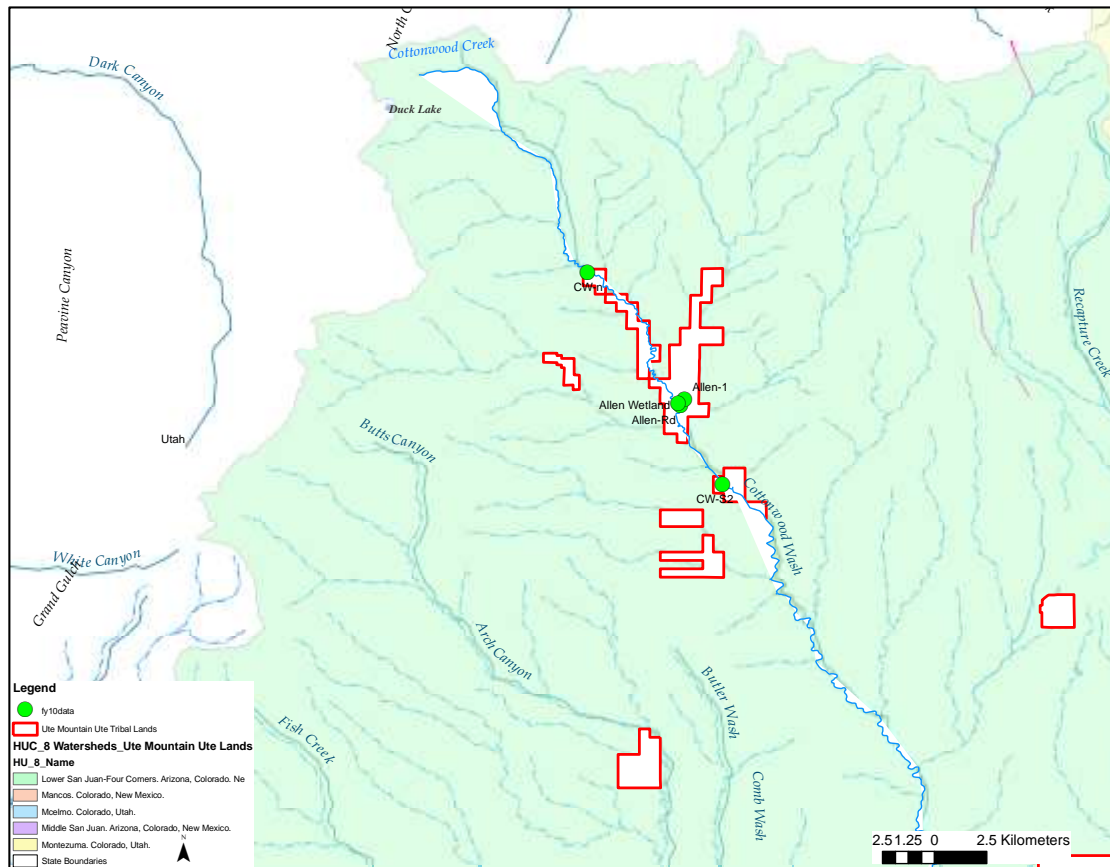 North C
Cottonwood Creek
Dark Canyon
Duck Lake
Peavine Canyon
Recapture Creek
CW-n
Allen-1
Allen Wetland
Allen-Rd
Utah
Butts Canyon
CW-S2
Cottonwood Wash
White Canyon
Grand Gulch
Arch Canyon
Butler Wash
Fish Creek
Comb Wash
Legend
fy10data
Ute Mountain Ute Tribal Lands
HUC_8 Watersheds_Ute Mountain Ute Lands
HU_8_Name
Lower San Juan-Four Corners. Arizona, Colorado. Ne
Mancos. Colorado, New Mexico.
Mcelmo. Colorado, Utah.
Middle San Juan. Arizona, Colorado, New Mexico.
Montezuma. Colorado, Utah.
State Boundaries
N
2.5 1.25 0 2.5 Kilometers